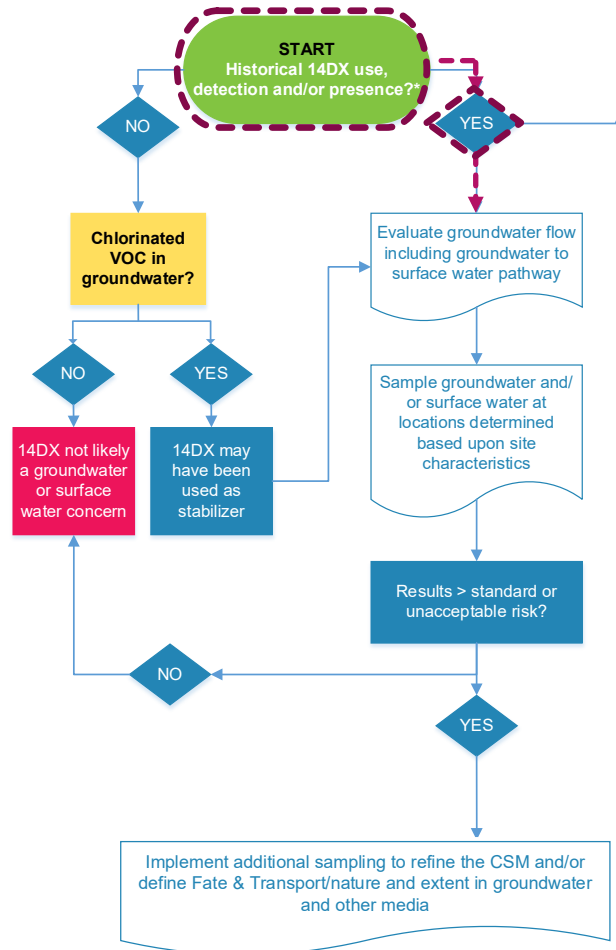 START
Historical 14DX use,
detection and/or presence?*
NO
YES
Chlorinated
VOC in
groundwater?
Evaluate groundwater flow
including groundwater to
surface water pathway
NO
YES
Sample groundwater and/
or surface water at
locations determined
based upon site
characteristics
14DX not likely
a groundwater
or surface
water concern
14DX may
have been
used as
stabilizer
Results > standard or
unacceptable risk?
NO
YES
Implement additional sampling to refine the CSM and/or
define Fate & Transport/nature and extent in groundwater
and other media